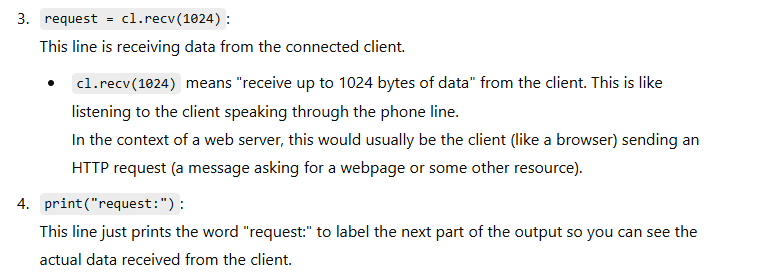 3. request = cl.recv(1024) :
This line is receiving data from the connected client.
• cl.recv(1024) means "receive up to 1024 bytes of data" from the client. This is like
listening to the client speaking through the phone line.
In the context of a web server, this would usually be the client (like a browser) sending an
HTTP request (a message asking for a webpage or some other resource).
4. print("request:") :
This line just prints the word "request:" to label the next part of the output so you can see the
actual data received from the client.